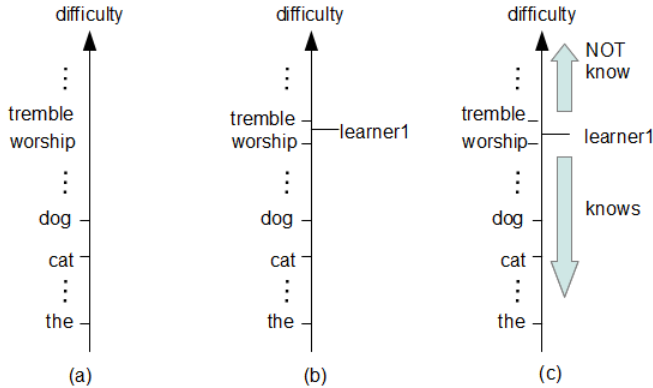 difficulty
tremble
worship
dog
cat
the
(a)
difficulty
tremble
worship
learner1
dog
cat
the
(b)
difficulty
NOT
know
tremble
worship
learner1
knows
dog
cat
the
(c)